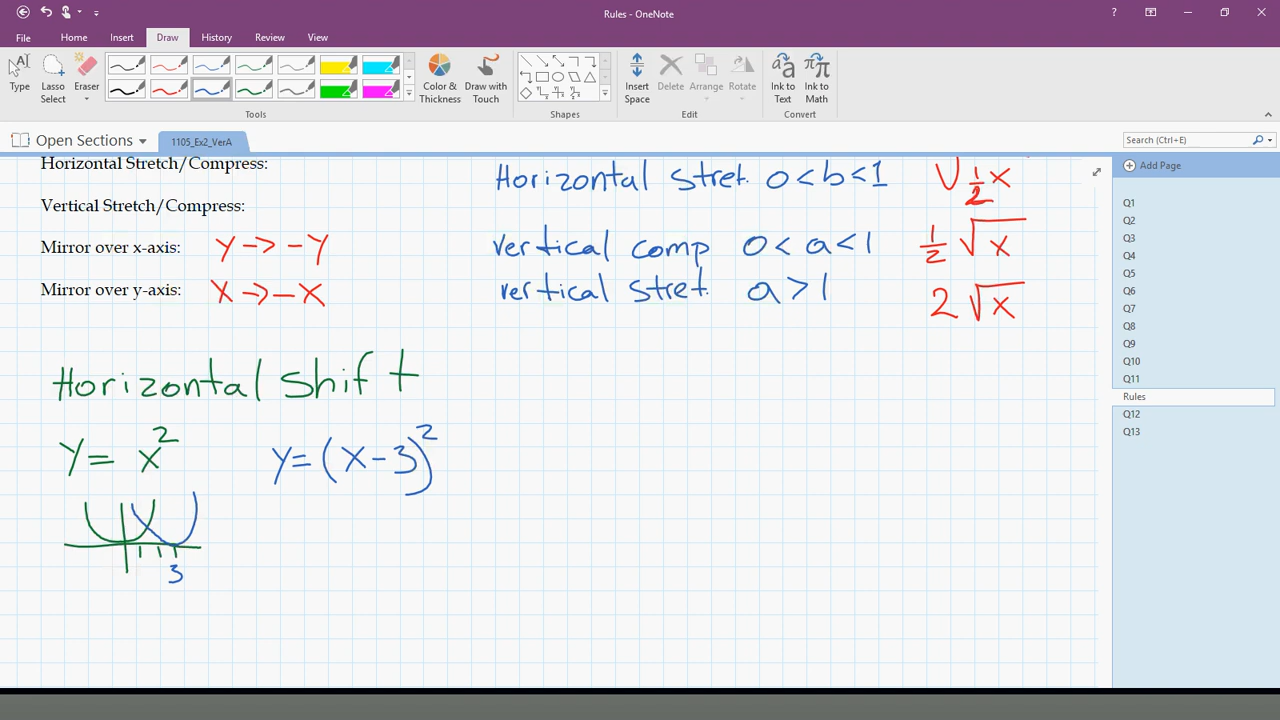 Rules - OneNote
?
File Home Insert Draw History Review View
Type Lasso Select Eraser Color & Thickness Draw with Touch Insert Space Delete Arrange Rotate Ink to Text Ink to Math
Tools Shapes Edit Convert
Open Sections 1105_Ex2_VerA Search (Ctrl+E)
Horizontal Stretch/Compress: Horizontal stret. 0<b<1 √½x
Vertical Stretch/Compress:
Mirror over x-axis: Y -> -Y vertical comp 0<a<1 ½√x
Mirror over y-axis: X -> -X vertical stret. a>1 2√x
Horizontal Shift
Y= x² y=(x-3)²
3
Add Page
Q1
Q2
Q3
Q4
Q5
Q6
Q7
Q8
Q9
Q10
Q11
Rules
Q12
Q13